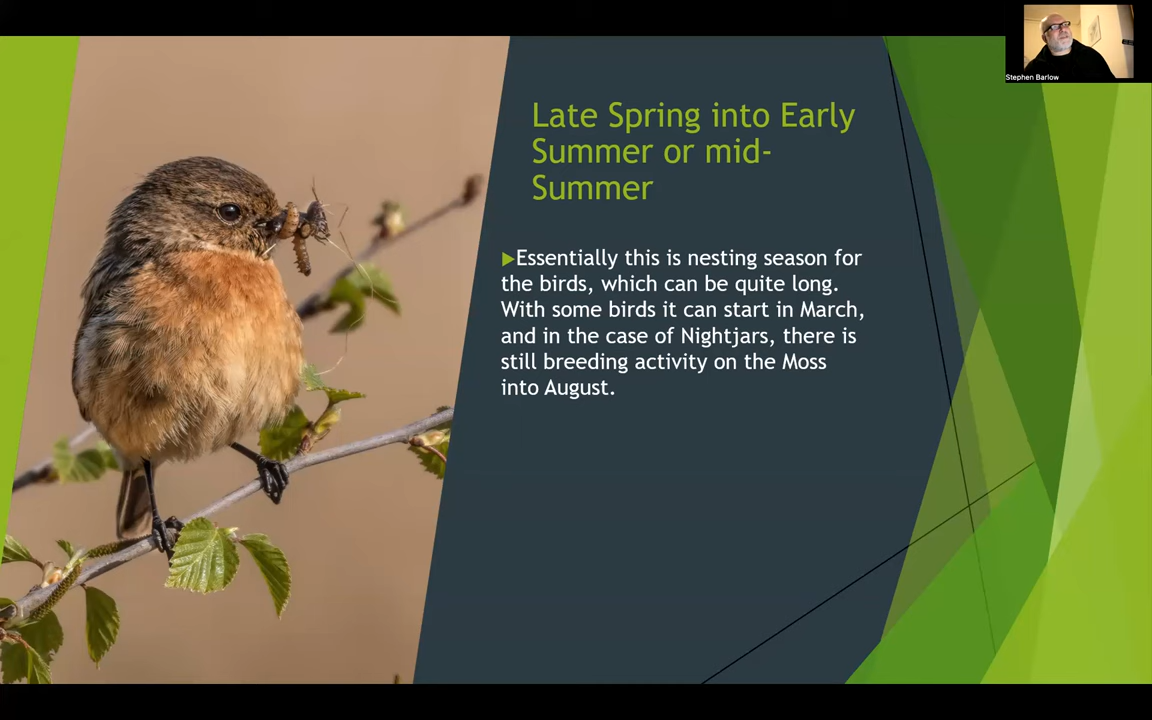 Stephen Barlow
Late Spring into Early
Summer or mid-
Summer
Essentially this is nesting season for
the birds, which can be quite long.
With some birds it can start in March,
and in the case of Nightjars, there is
still breeding activity on the Moss
into August.